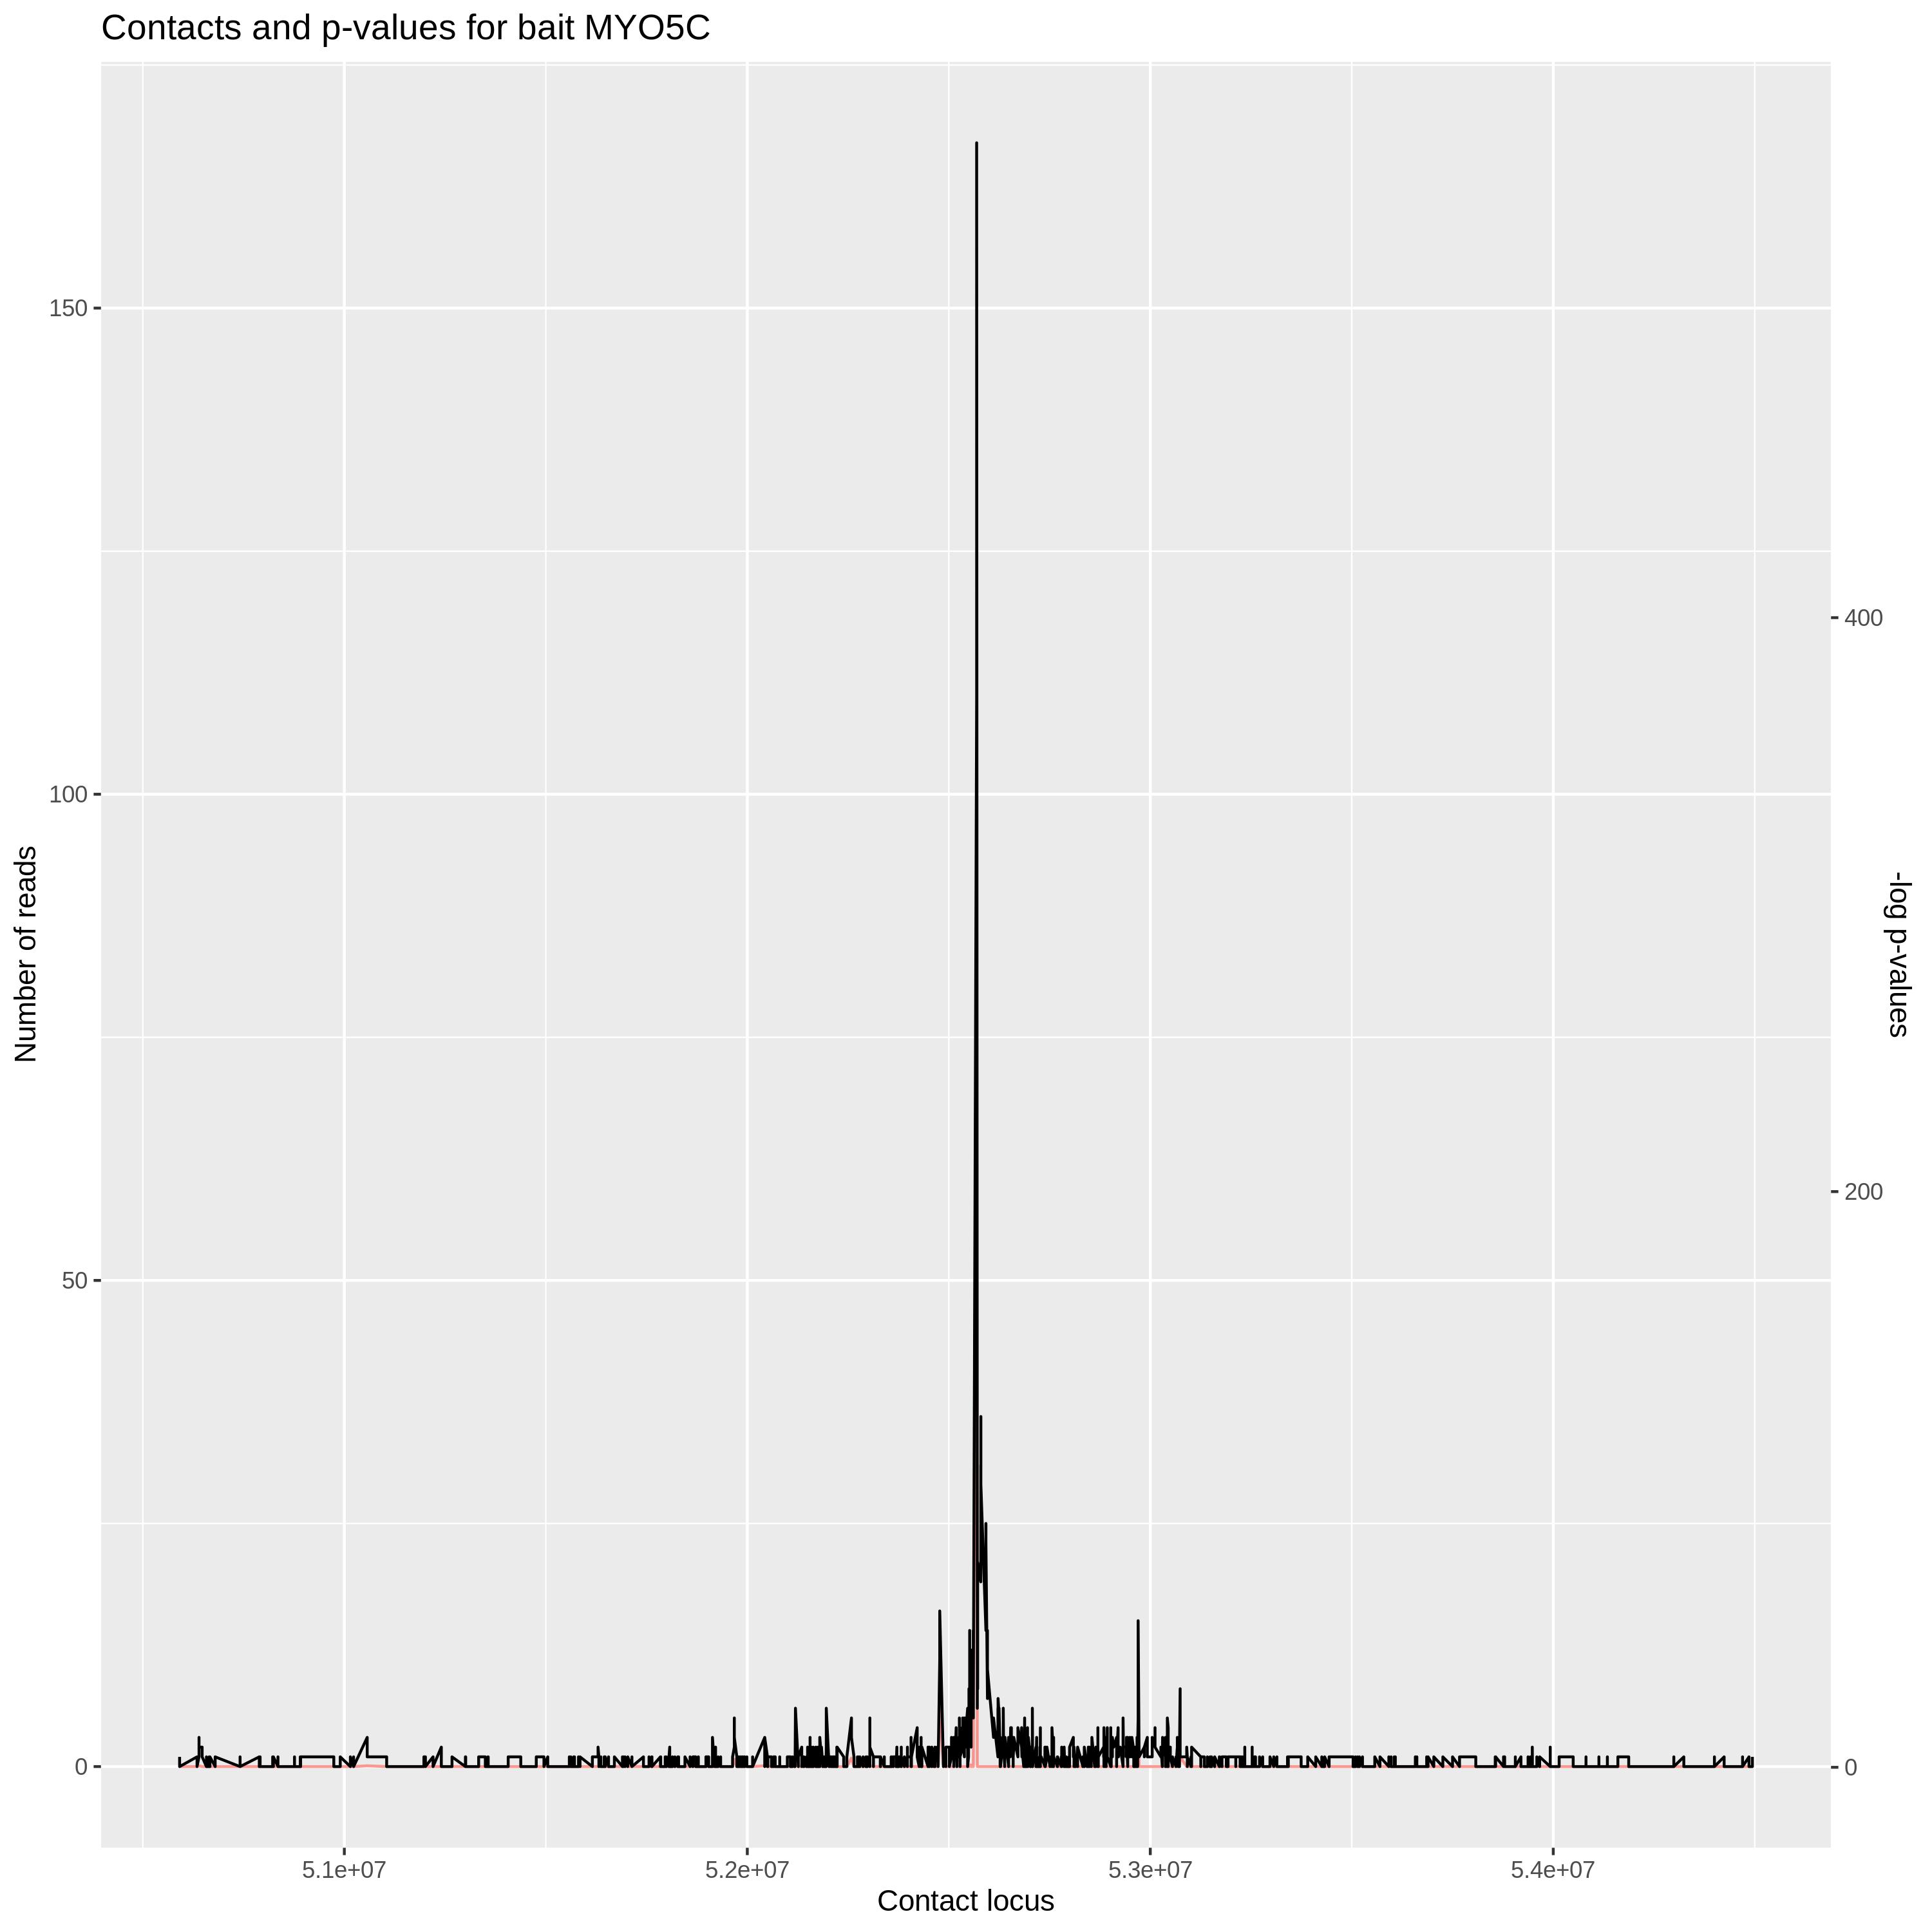 Contacts and p-values for bait MYO5C
150
100
50
0
Number of reads
400
200
0
-log p-values
5.1e+07
5.2e+07
5.3e+07
5.4e+07
Contact locus